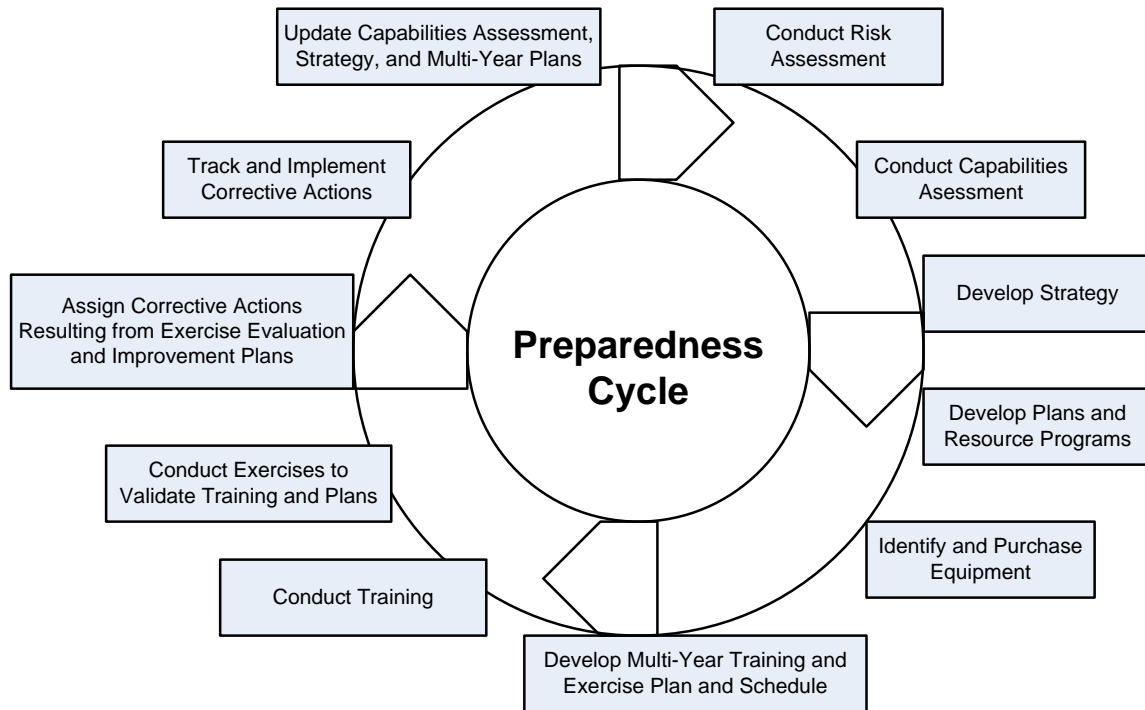 Update Capabilities Assessment,
Strategy, and Multi-Year Plans
Conduct Risk
Assessment
Track and Implement
Corrective Actions
Conduct Capabilities
Asessment
Assign Corrective Actions
Resulting from Exercise Evaluation
and Improvement Plans
Develop Strategy
Preparedness
Cycle
Develop Plans and
Resource Programs
Conduct Exercises to
Validate Training and Plans
Identify and Purchase
Equipment
Conduct Training
Develop Multi-Year Training and
Exercise Plan and Schedule